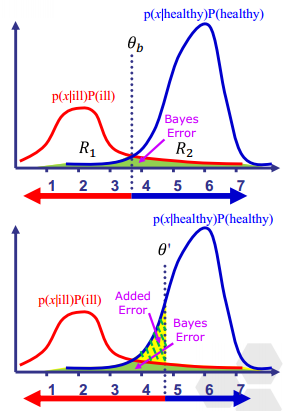 p(x|healthy)P(healthy)
θb
p(x|ill)P(ill)
Bayes
Error
R1
R2
1 2 3 4 5 6 7
p(x|healthy)P(healthy)
θ'
Added
Error
p(x|ill)P(ill)
Bayes
Error
1 2 3 4 5 6 7